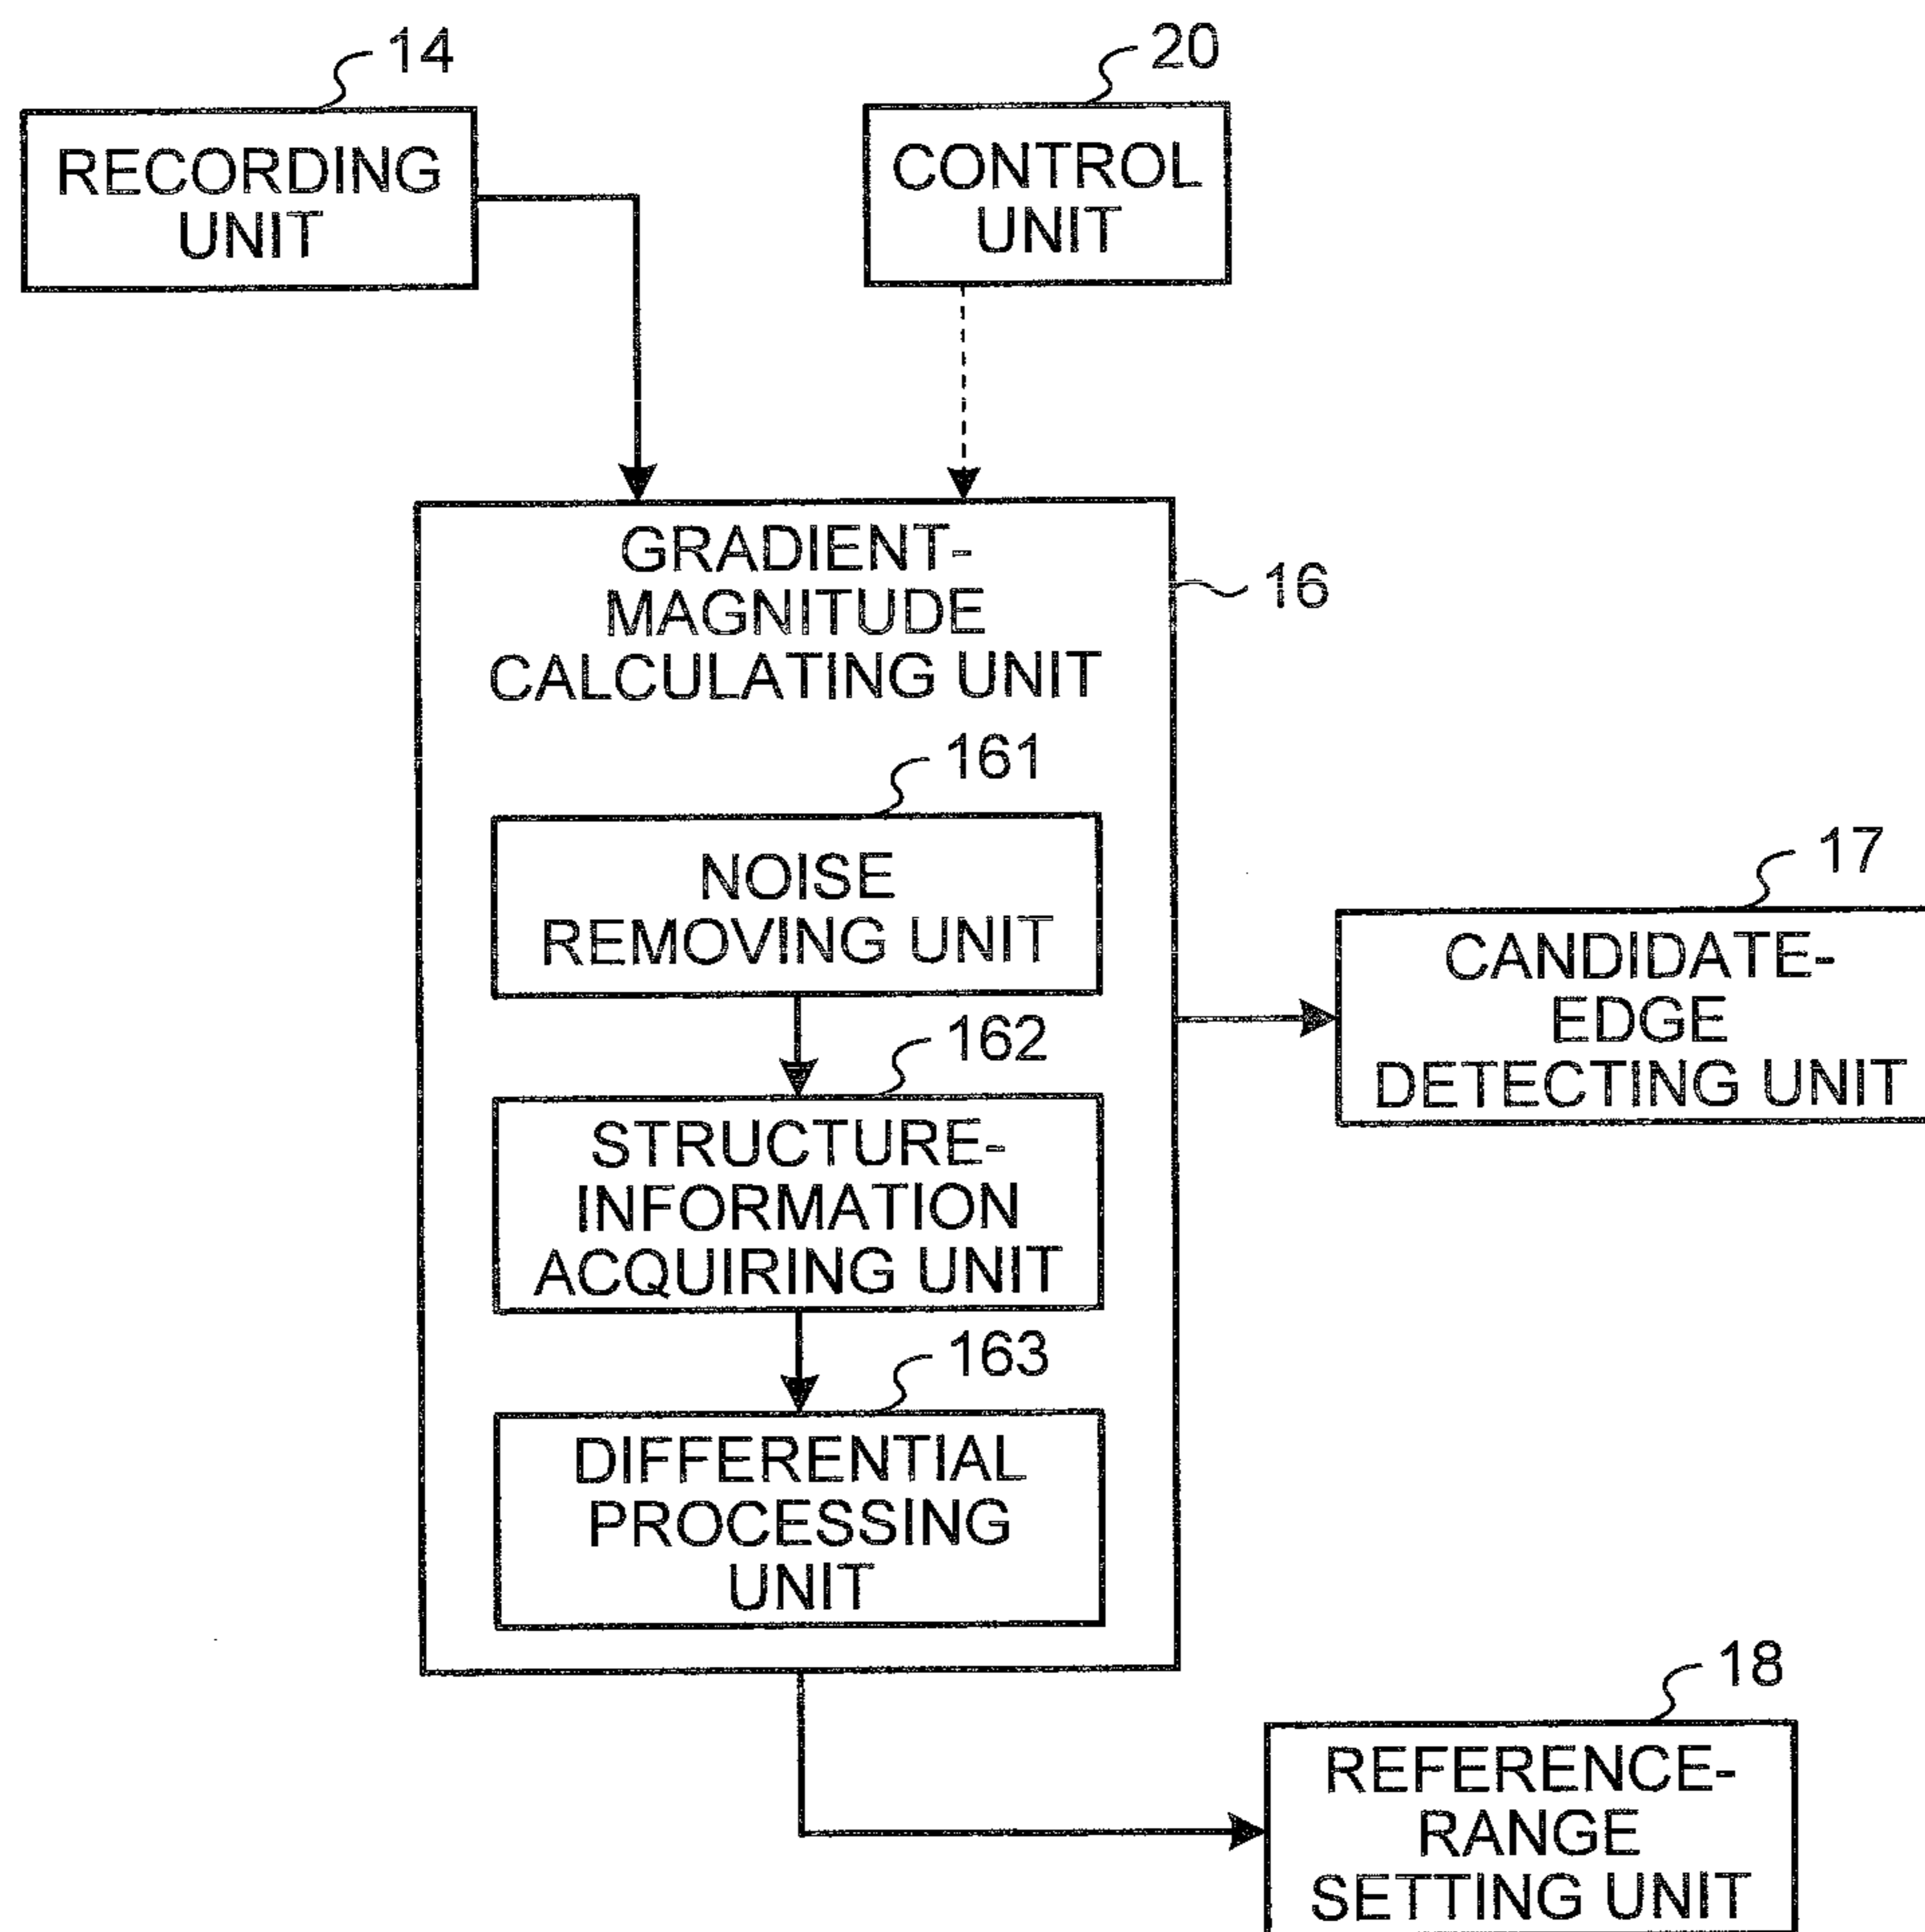 14
RECORDING
UNIT
20
CONTROL
UNIT
GRADIENT-
MAGNITUDE
CALCULATING UNIT
16
161
NOISE
REMOVING UNIT
162
STRUCTURE-
INFORMATION
ACQUIRING UNIT
163
DIFFERENTIAL
PROCESSING
UNIT
17
CANDIDATE-
EDGE
DETECTING UNIT
18
REFERENCE-
RANGE
SETTING UNIT